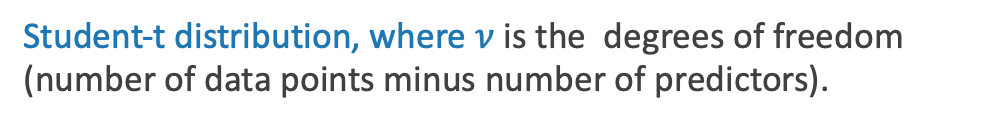 Student-t distribution, where ν is the  degrees of freedom
(number of data points minus number of predictors).